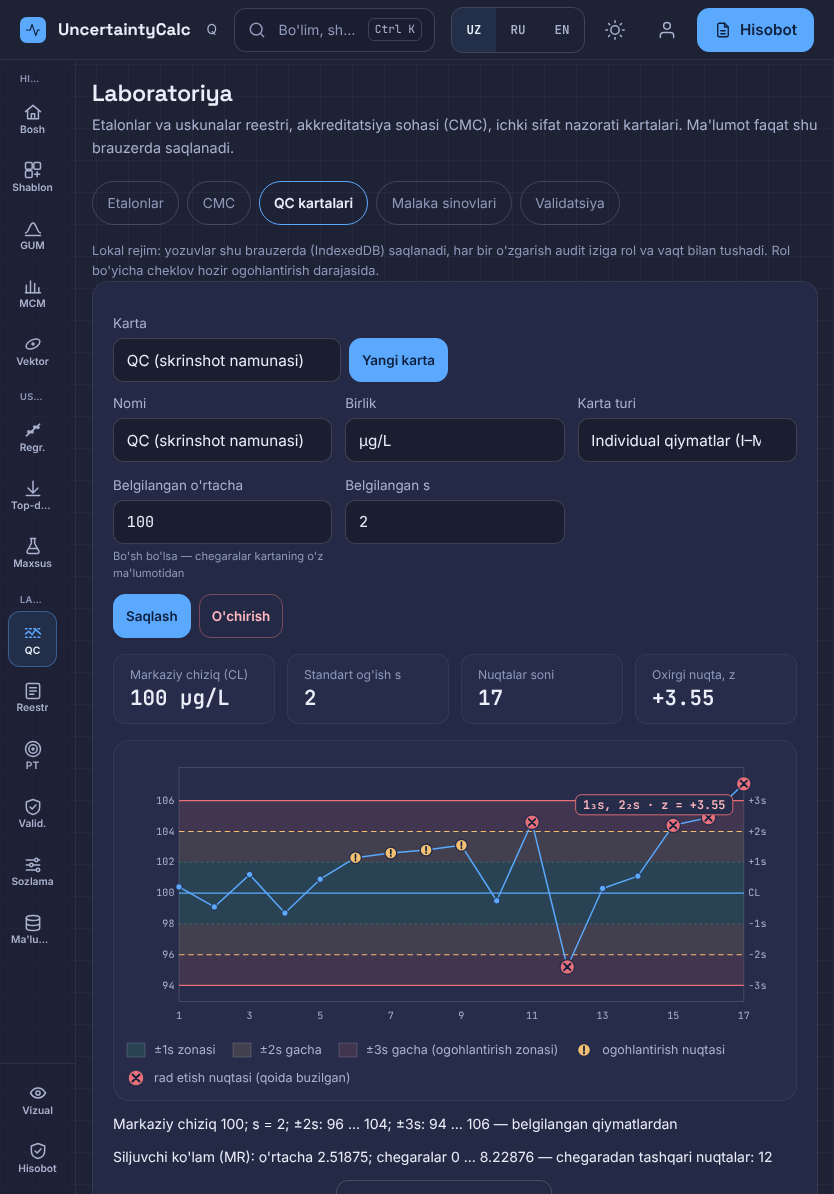 UncertaintyCalc
Q
Bo'lim, sh...
Ctrl K
UZ
RU
EN
Hisobot
HI...
Bosh
Shablon
GUM
MCM
Vektor
US...
Regr.
Top-d...
Maxsus
LA...
QC
Reestr
PT
Valid.
Sozlama
Ma'lu...
Vizual
Hisobot
Laboratoriya
Etalonlar va uskunalar reestri, akkreditatsiya sohasi (CMC), ichki sifat nazorati kartalari. Ma'lumot faqat shu
brauzerda saqlanadi.
Etalonlar
CMC
QC kartalari
Malaka sinovlari
Validatsiya
Lokal rejim: yozuvlar shu brauzerda (IndexedDB) saqlanadi, har bir o'zgarish audit iziga rol va vaqt bilan tushadi. Rol
bo'yicha cheklov hozir ogohlantirish darajasida.
Karta
QC (skrinshot namunasi)
Yangi karta
Nomi
Birlik
Karta turi
QC (skrinshot namunasi)
µg/L
Individual qiymatlar (I–M
Belgilangan o'rtacha
Belgilangan s
100
2
Bo'sh bo'lsa — chegaralar kartaning o'z
ma'lumotidan
Saqlash
O'chirish
Markaziy chiziq (CL)
100 µg/L
Standart og'ish s
2
Nuqtalar soni
17
Oxirgi nuqta, z
+3.55
106
104
102
100
98
96
94
1₃s, 2₂s · z = +3.55
+3s
+2s
+1s
CL
-1s
-2s
-3s
1
3
5
7
9
11
13
15
17
±1s zonasi
±2s gacha
±3s gacha (ogohlantirish zonasi)
ogohlantirish nuqtasi
rad etish nuqtasi (qoida buzilgan)
Markaziy chiziq 100; s = 2; ±2s: 96 … 104; ±3s: 94 … 106 — belgilangan qiymatlardan
Siljuvchi ko'lam (MR): o'rtacha 2.51875; chegaralar 0 … 8.22876 — chegaradan tashqari nuqtalar: 12